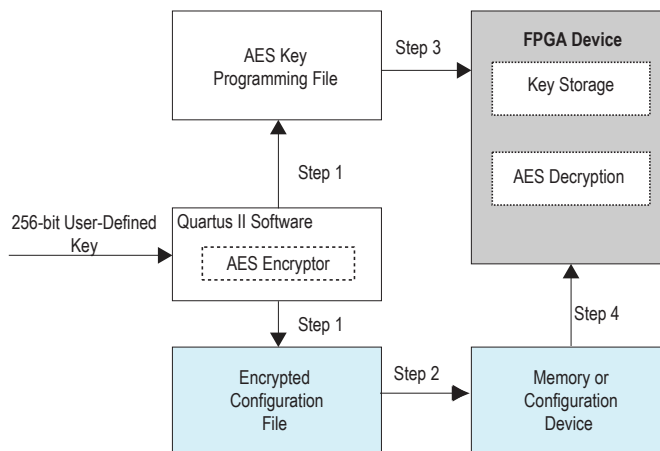 AES Key
Programming File
Step 3
FPGA Device
Key Storage
AES Decryption
Step 1
256-bit User-Defined
Key
Quartus II Software
AES Encryptor
Step 1
Step 4
Encrypted
Configuration
File
Step 2
Memory or
Configuration
Device